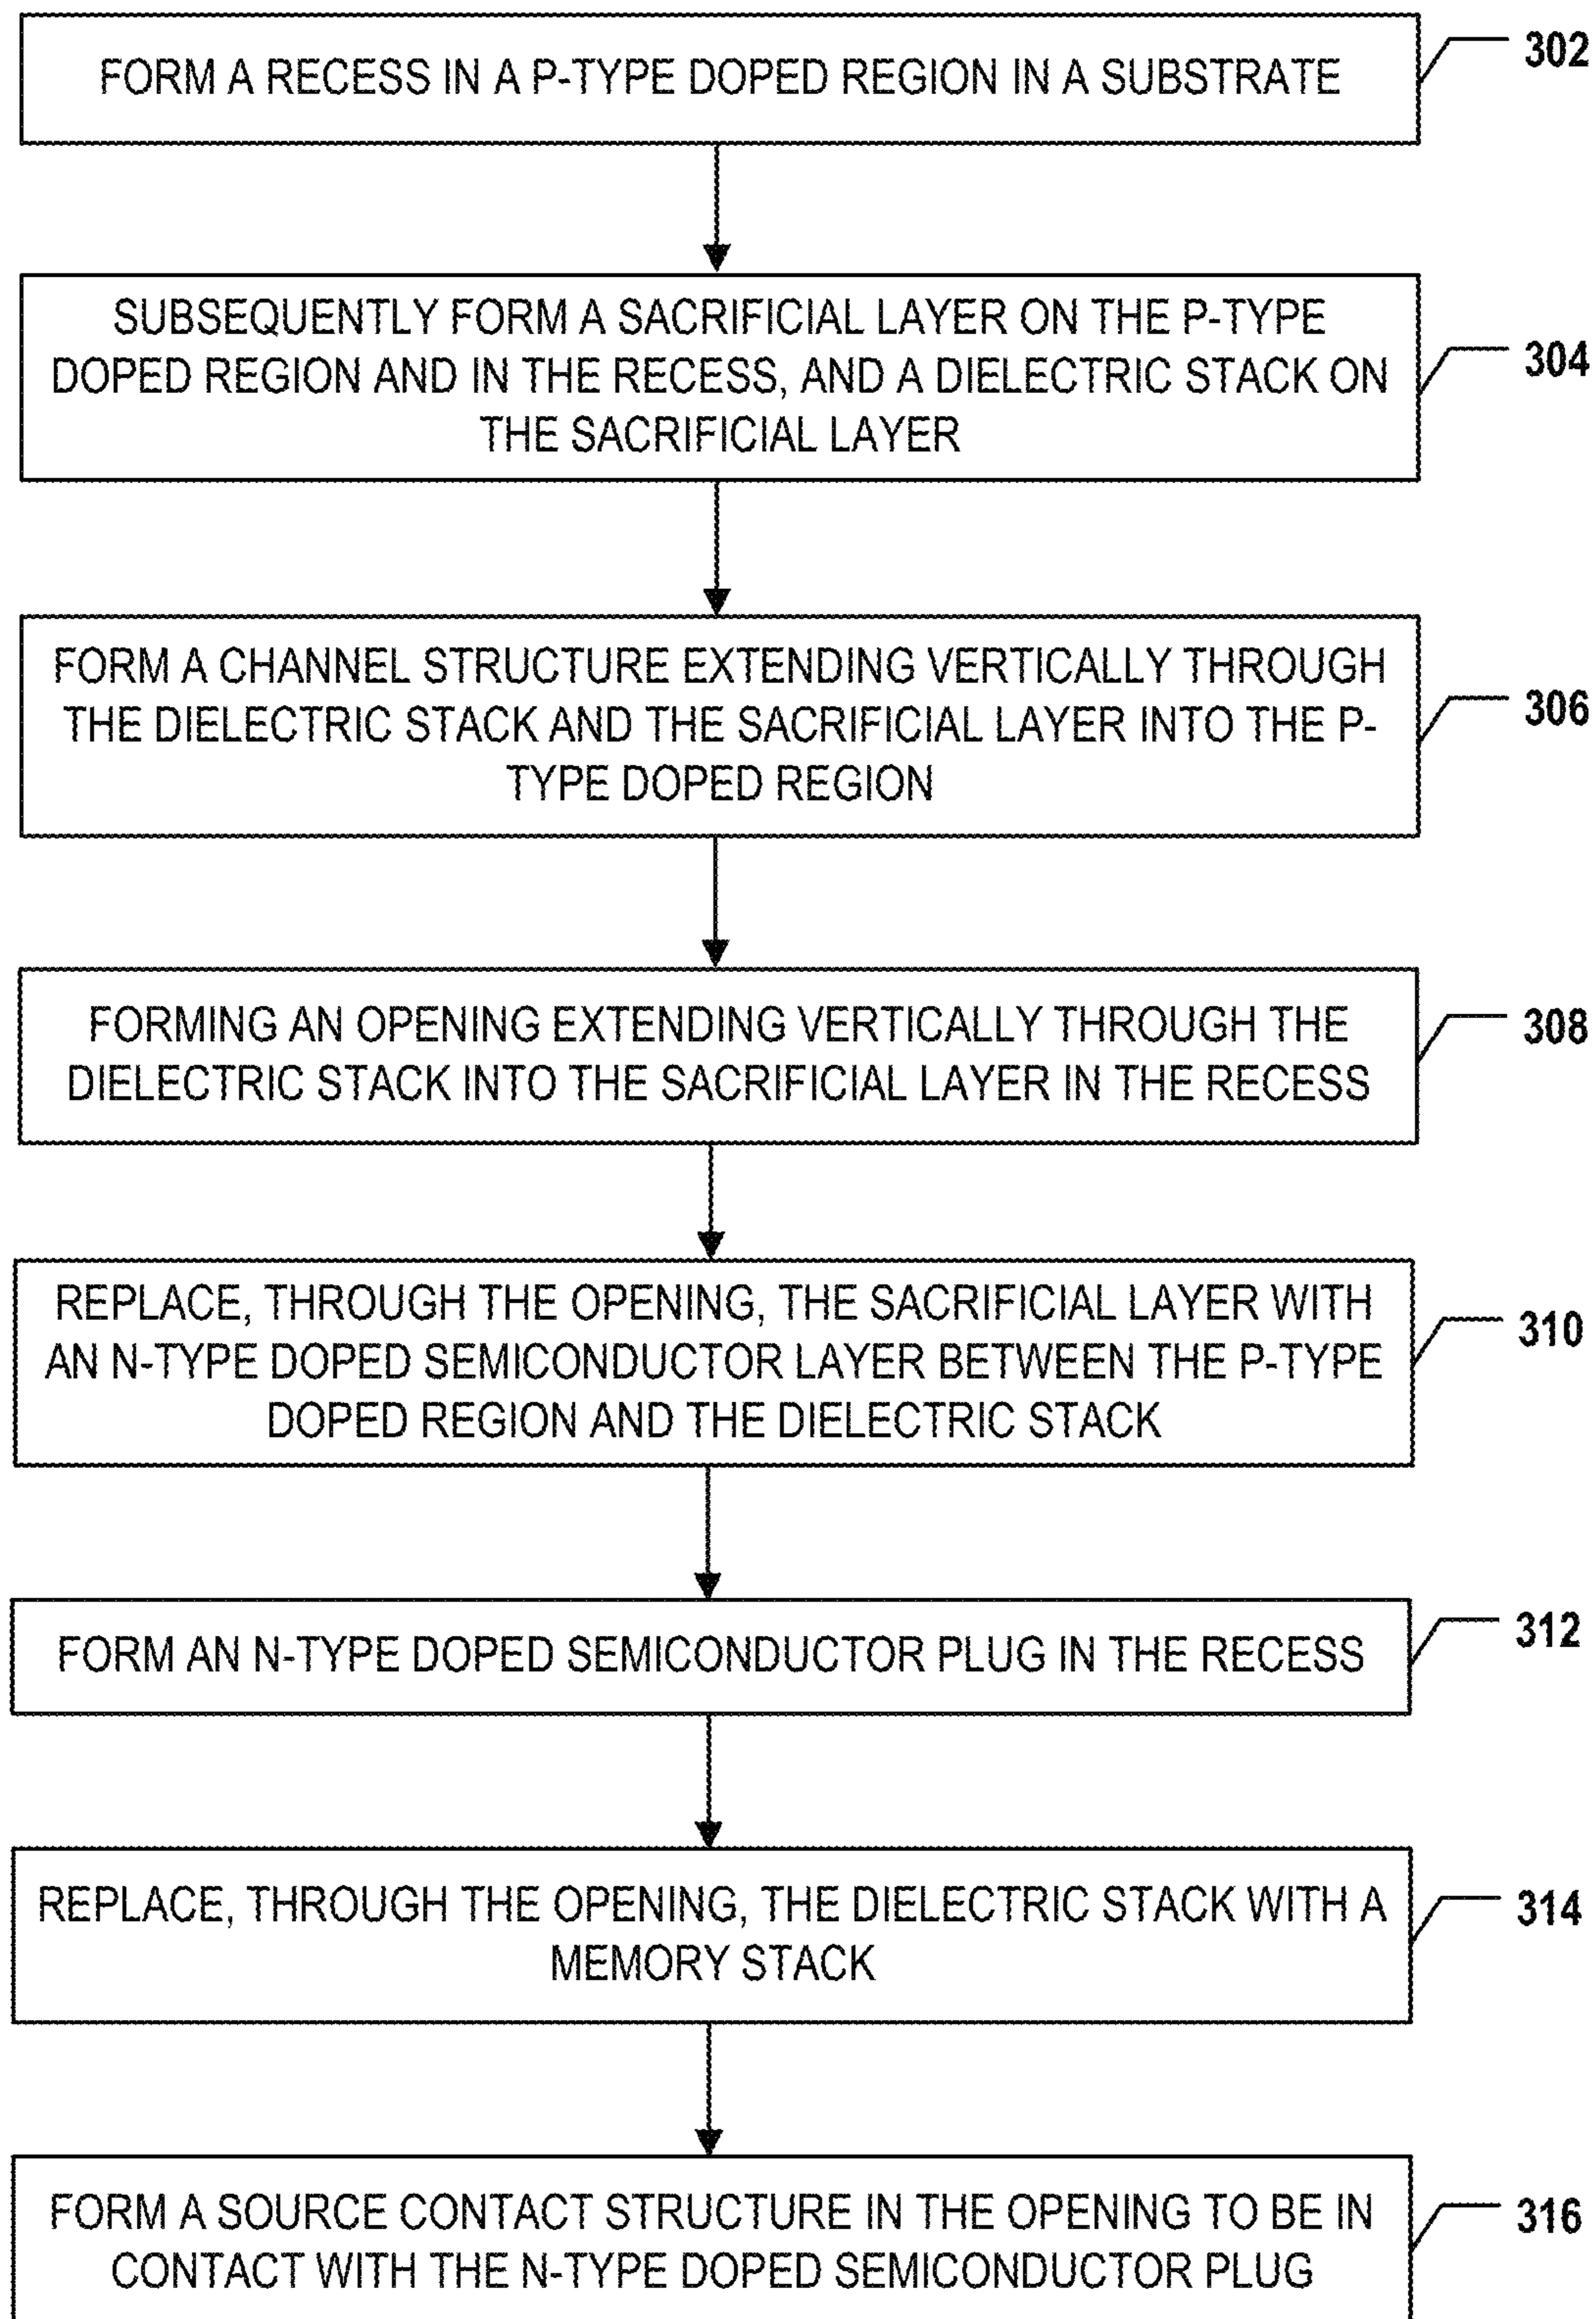 FORM A RECESS IN A P-TYPE DOPED REGION IN A SUBSTRATE
302
SUBSEQUENTLY FORM A SACRIFICIAL LAYER ON THE P-TYPE
DOPED REGION AND IN THE RECESS, AND A DIELECTRIC STACK ON
THE SACRIFICIAL LAYER
304
FORM A CHANNEL STRUCTURE EXTENDING VERTICALLY THROUGH
THE DIELECTRIC STACK AND THE SACRIFICIAL LAYER INTO THE P-
TYPE DOPED REGION
306
FORMING AN OPENING EXTENDING VERTICALLY THROUGH THE
DIELECTRIC STACK INTO THE SACRIFICIAL LAYER IN THE RECESS
308
REPLACE, THROUGH THE OPENING, THE SACRIFICIAL LAYER WITH
AN N-TYPE DOPED SEMICONDUCTOR LAYER BETWEEN THE P-TYPE
DOPED REGION AND THE DIELECTRIC STACK
310
FORM AN N-TYPE DOPED SEMICONDUCTOR PLUG IN THE RECESS
312
REPLACE, THROUGH THE OPENING, THE DIELECTRIC STACK WITH A
MEMORY STACK
314
FORM A SOURCE CONTACT STRUCTURE IN THE OPENING TO BE IN
CONTACT WITH THE N-TYPE DOPED SEMICONDUCTOR PLUG
316